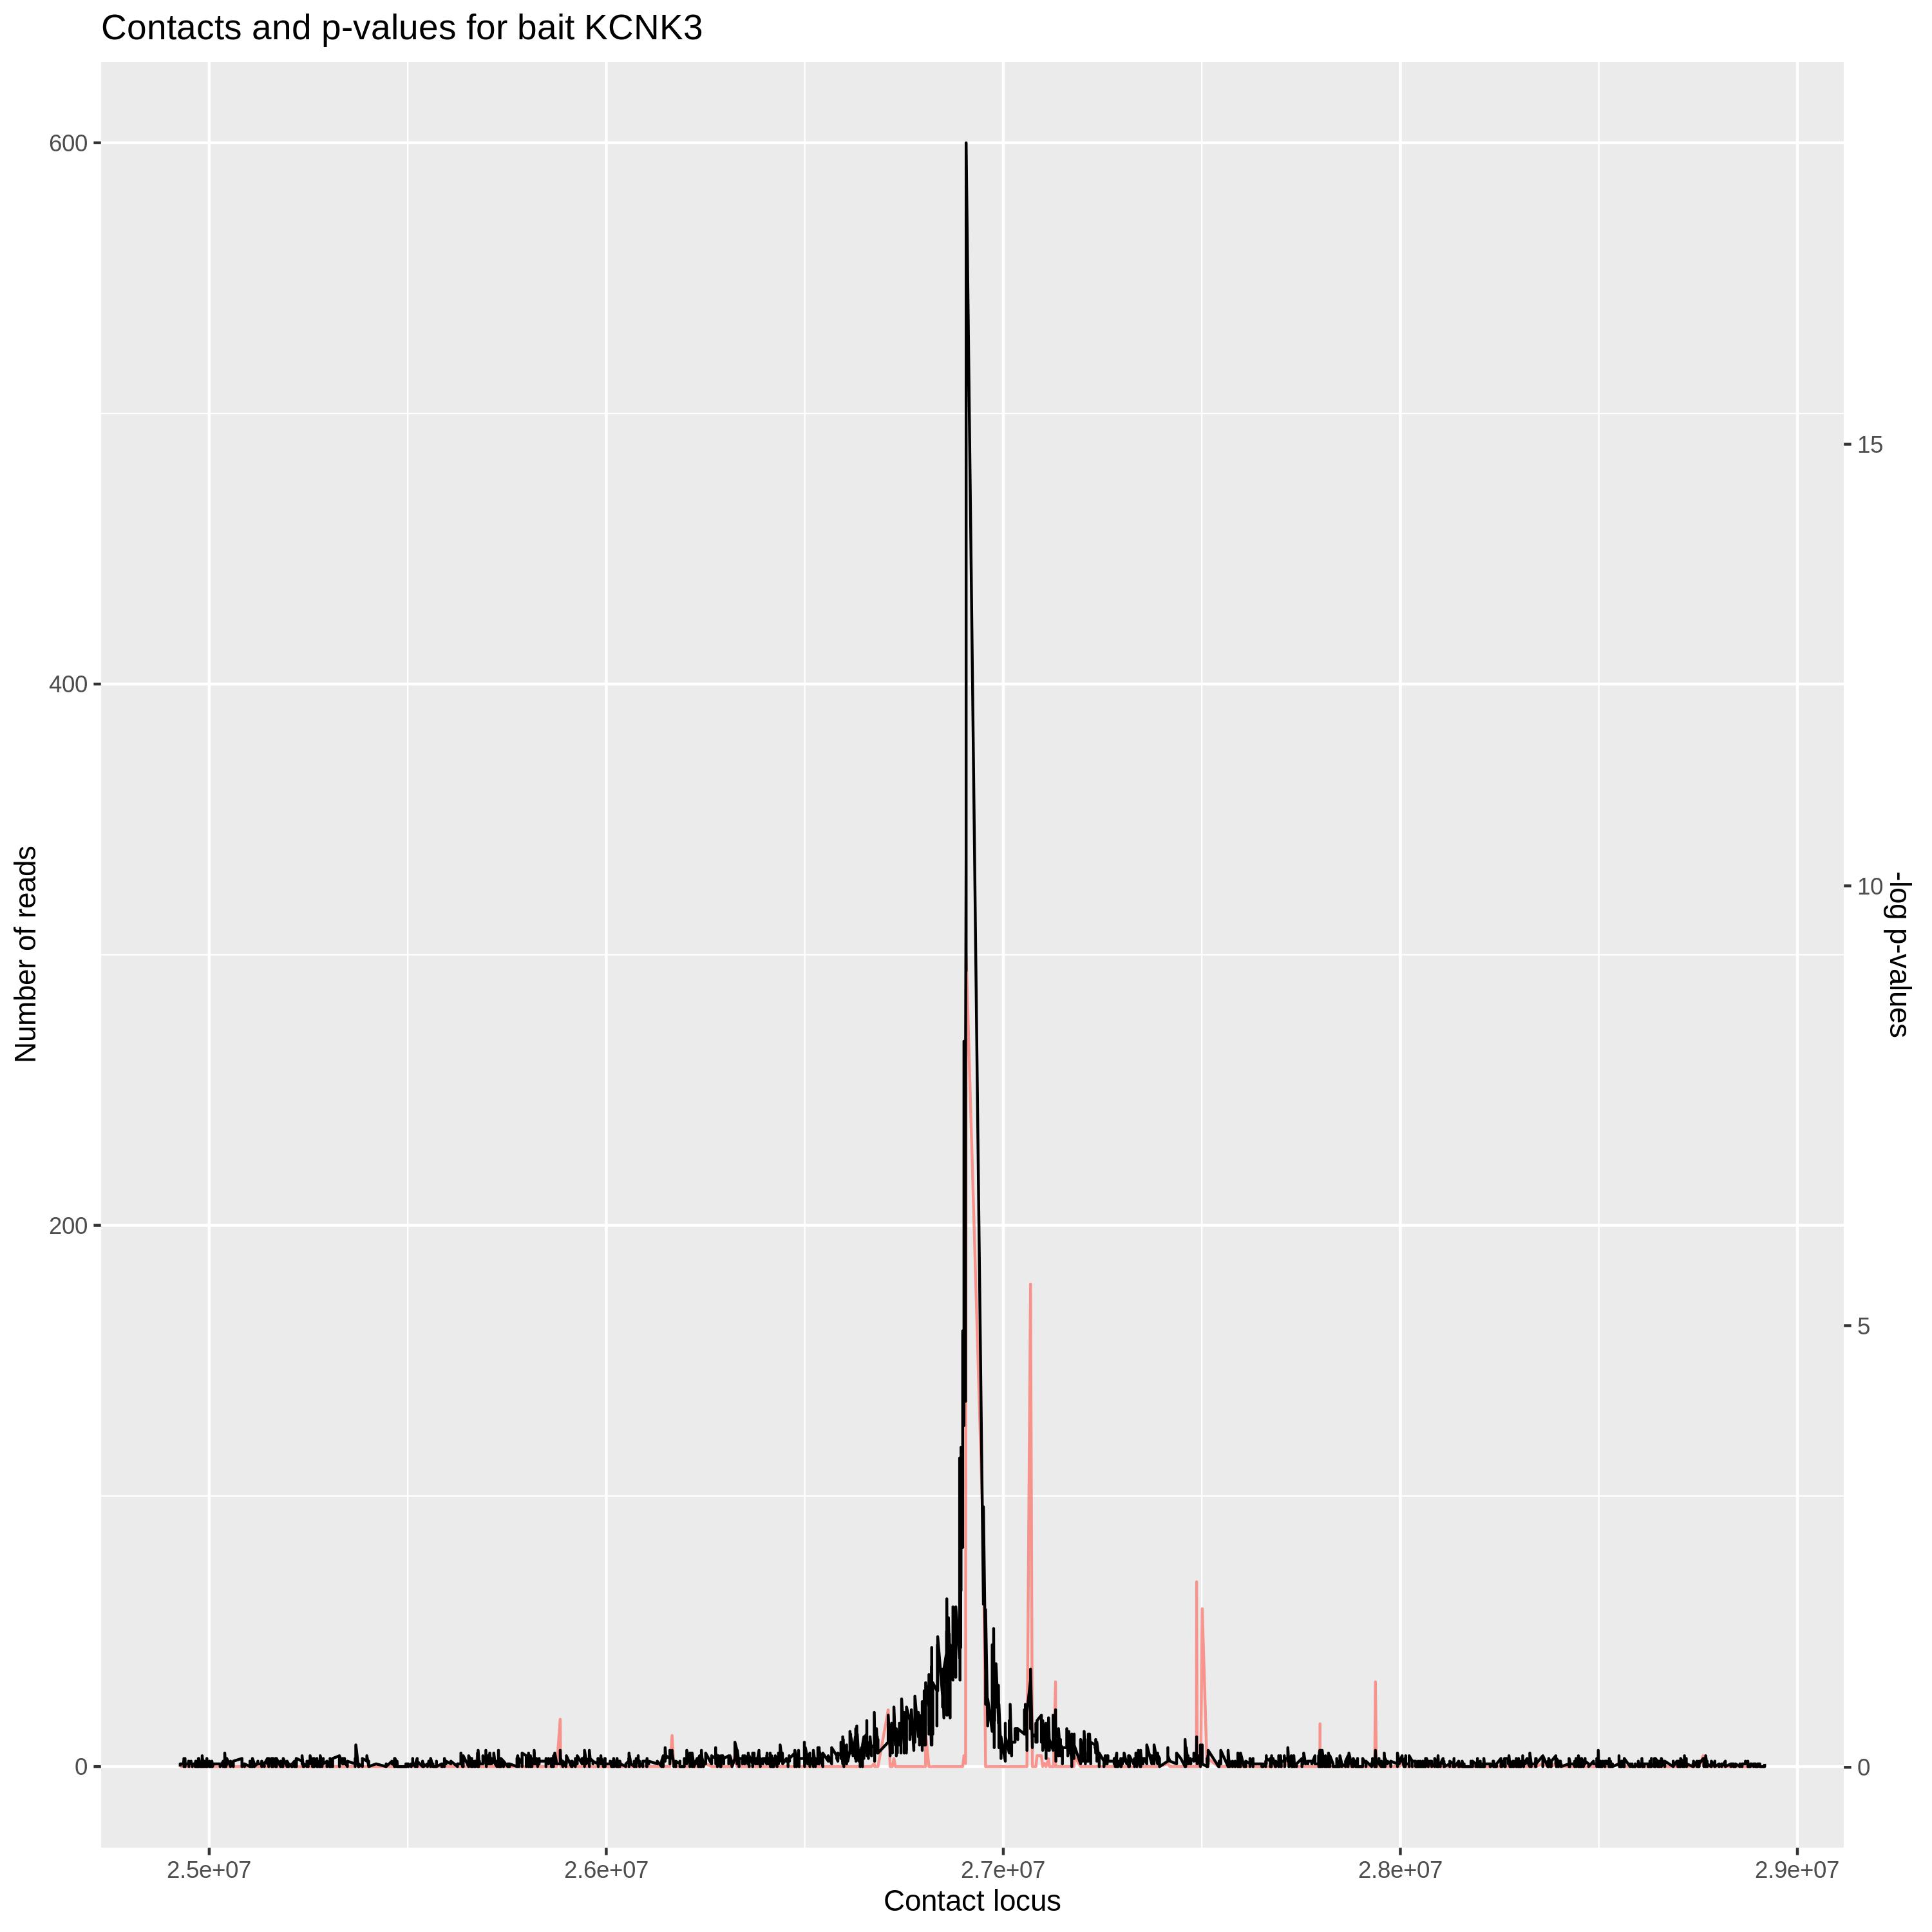 Contacts and p-values for bait KCNK3
600
400
200
0
Number of reads
15
10
5
0
-log p-values
2.5e+07 2.6e+07 2.7e+07 2.8e+07 2.9e+07
Contact locus